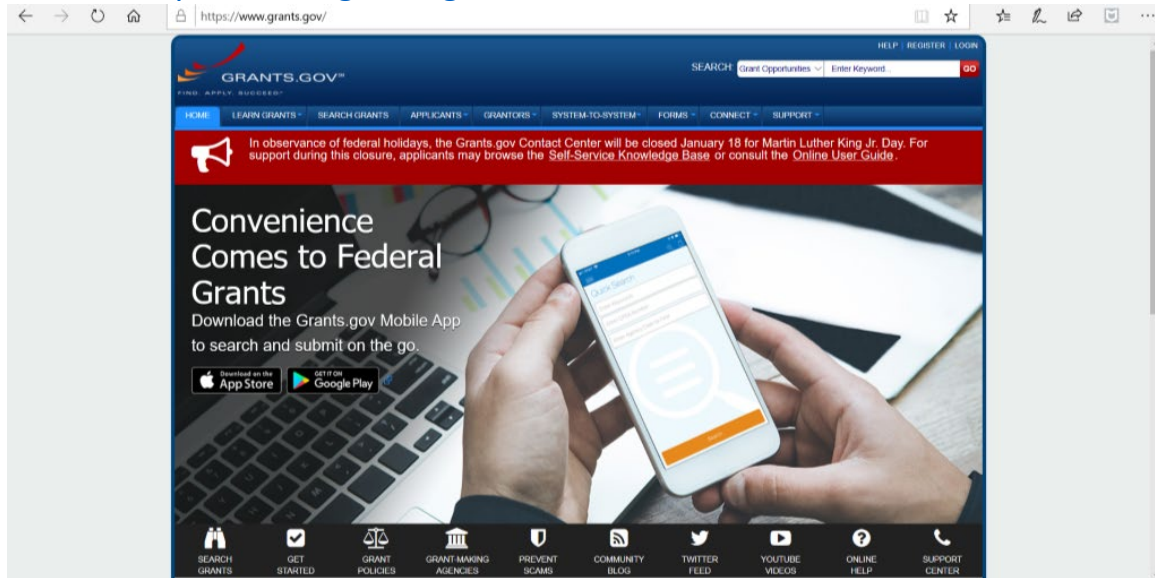 https://www.grants.gov/
HELP | REGISTER | LOGIN
GRANTS.GOV℠
FIND. APPLY. SUCCEED.℠
SEARCH: Grant Opportunities Enter Keyword... GO
HOME LEARN GRANTS SEARCH GRANTS APPLICANTS GRANTORS SYSTEM-TO-SYSTEM FORMS CONNECT SUPPORT
In observance of federal holidays, the Grants.gov Contact Center will be closed January 18 for Martin Luther King Jr. Day. For
support during this closure, applicants may browse the Self-Service Knowledge Base or consult the Online User Guide.
Convenience
Comes to Federal
Grants
Download the Grants.gov Mobile App
to search and submit on the go.
Download on the App Store
GET IT ON Google Play
Quick Search
Search
SEARCH GRANTS
GET STARTED
GRANT POLICIES
GRANT-MAKING AGENCIES
PREVENT SCAMS
COMMUNITY BLOG
TWITTER FEED
YOUTUBE VIDEOS
ONLINE HELP
SUPPORT CENTER